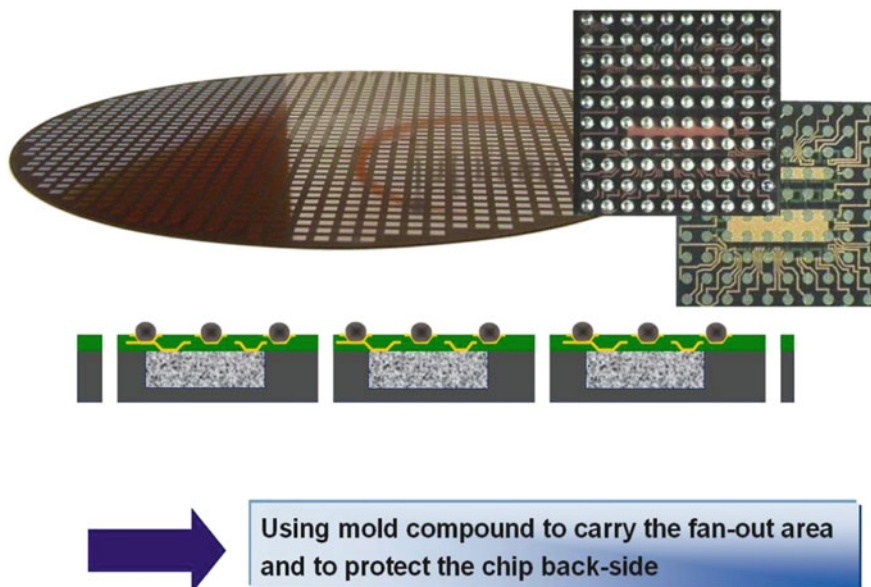 Using mold compound to carry the fan-out area
and to protect the chip back-side